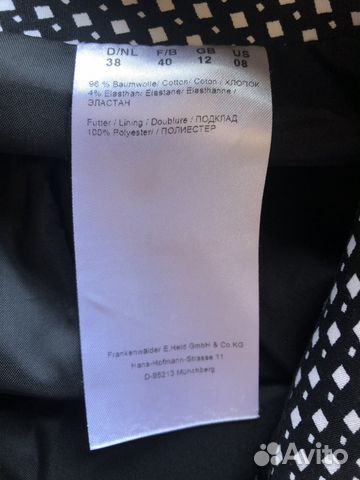 D/NL F/B GB US
38 40 12 08
96 % Baumwolle/ Cotton/ Coton / ХЛОПОК
4% Elasthan/ Elastane/ Elasthanne /
ЭЛАСТАН
Futter / Lining / Doublure / ПОДКЛАД
100% Polyester/ ПОЛИЕСТЕР
Frankenwälder E.Held GmbH & Co.KG
Hans-Hofmann-Strasse 11
D-95213 Münchberg
Avito